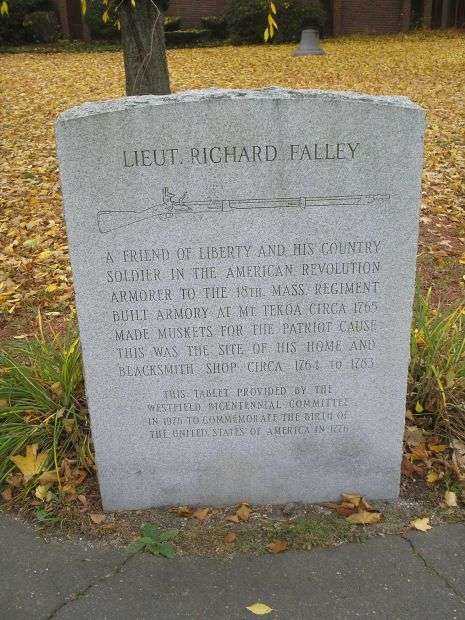 LIEUT. RICHARD FALLEY
A FRIEND OF LIBERTY AND HIS COUNTRY
SOLDIER IN THE AMERICAN REVOLUTION
ARMORER TO THE 18TH. MASS. REGIMENT
BUILT ARMORY AT MT TEKOA CIRCA 1765
MADE MUSKETS FOR THE PATRIOT CAUSE
THIS WAS THE SITE OF HIS HOME AND
BLACKSMITH SHOP CIRCA 1764 TO 1783
THIS TABLET PROVIDED BY THE
WESTFIELD BICENTENNIAL COMMITTEE
IN 1976 TO COMMEMORATE THE BIRTH OF
THE UNITED STATES OF AMERICA IN 1776